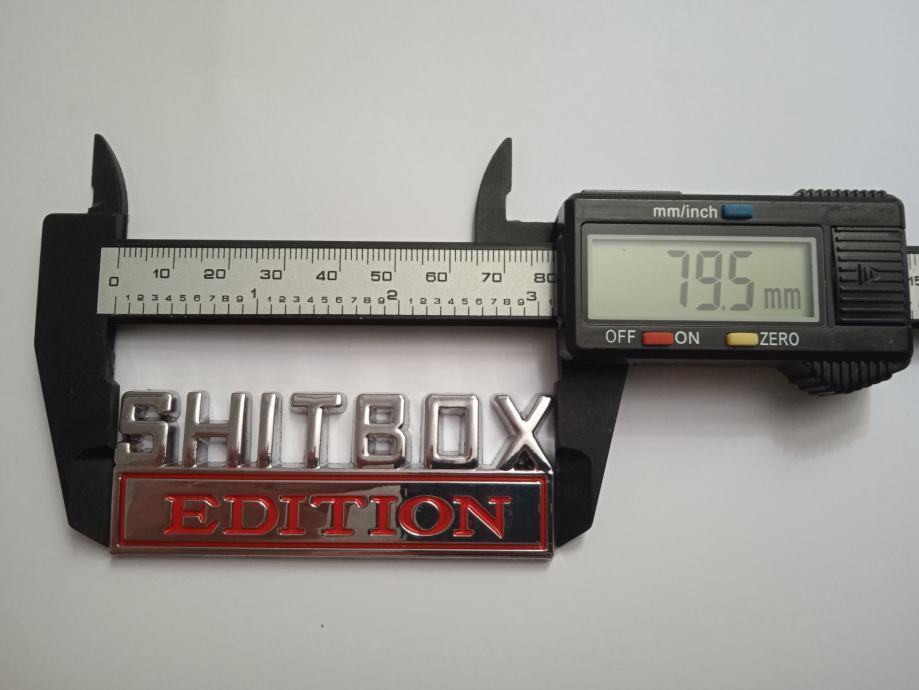 mm/inch
79.5 mm
OFF ON ZERO
0 10 20 30 40 50 60 70 80
1 2 3 4 5 6 7 8 9 1 1 2 3 4 5 6 7 8 9 2 1 2 3 4 5 6 7 8 9 3 1
SHITBOX
EDITION